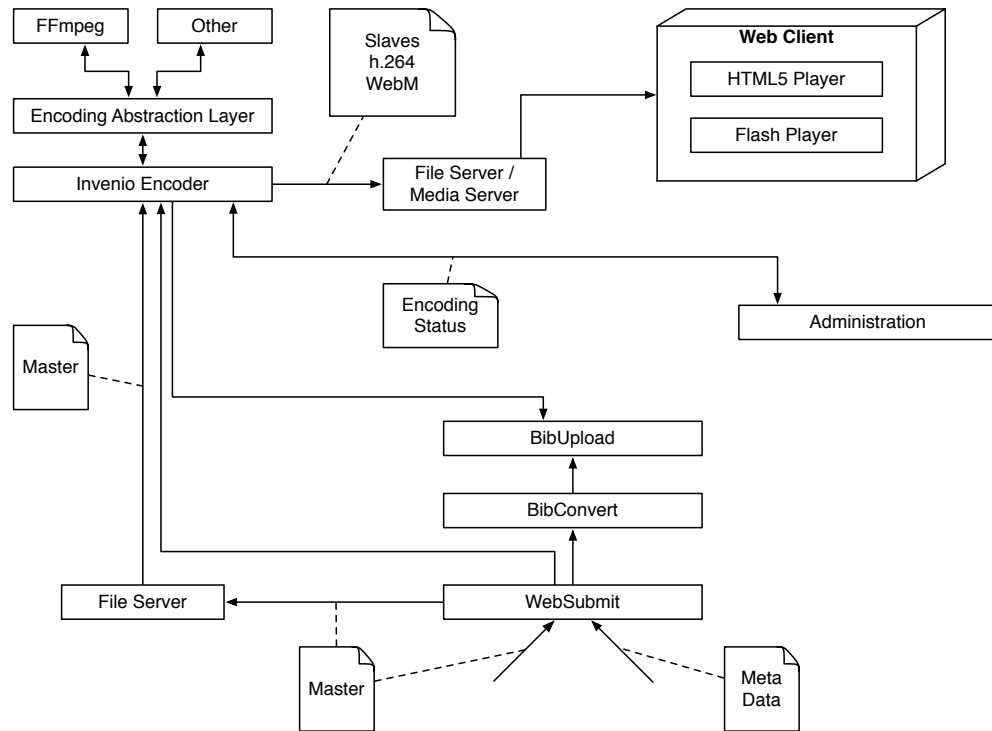 FFmpeg
Other
Slaves
h.264
WebM
Web Client
HTML5 Player
Flash Player
Encoding Abstraction Layer
Invenio Encoder
File Server /
Media Server
Encoding
Status
Administration
Master
BibUpload
BibConvert
File Server
WebSubmit
Master
Meta
Data